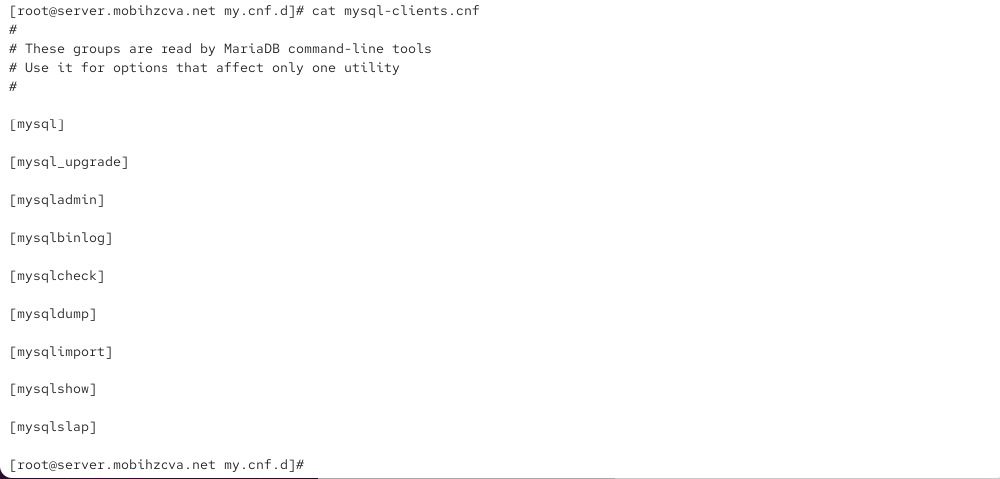 [root@server.mobihzova.net my.cnf.d]# cat mysql-clients.cnf
#
# These groups are read by MariaDB command-line tools
# Use it for options that affect only one utility
#
[mysql]
[mysql_upgrade]
[mysqladmin]
[mysqlbinlog]
[mysqlcheck]
[mysqldump]
[mysqlimport]
[mysqlshow]
[mysqlslap]
[root@server.mobihzova.net my.cnf.d]#